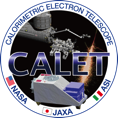 CALORIMETRIC ELECTRON TELESCOPE
CALET
NASA
JAXA
ASI